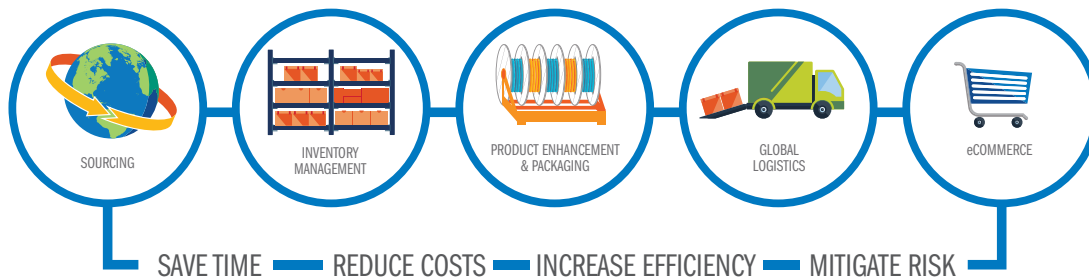 SOURCING
INVENTORY
MANAGEMENT
PRODUCT ENHANCEMENT
& PACKAGING
GLOBAL
LOGISTICS
eCOMMERCE
SAVE TIME
REDUCE COSTS
INCREASE EFFICIENCY
MITIGATE RISK